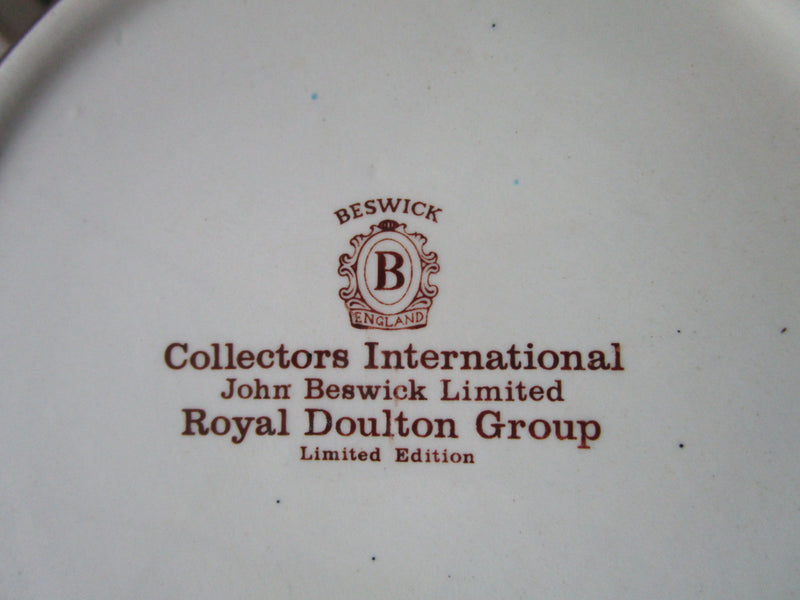 BESWICK
B
ENGLAND
Collectors International
John Beswick Limited
Royal Doulton Group
Limited Edition